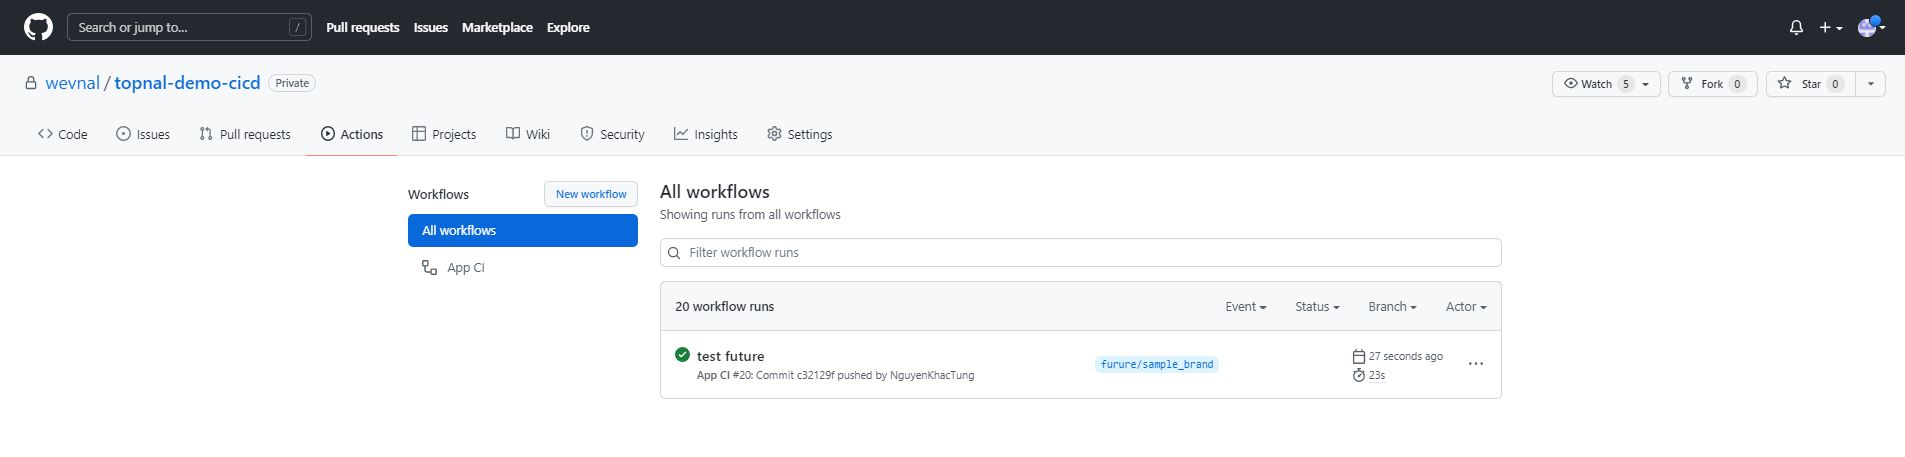 Search or jump to... /
Pull requests Issues Marketplace Explore
wevnal / topnal-demo-cicd Private
Watch 5 Fork 0 Star 0
Code Issues Pull requests Actions Projects Wiki Security Insights Settings
Workflows New workflow
All workflows
App CI
All workflows
Showing runs from all workflows
Filter workflow runs
20 workflow runs Event Status Branch Actor
test future
App CI #20: Commit c32129f pushed by NguyenKhacTung
furure/sample_brand
27 seconds ago
23s